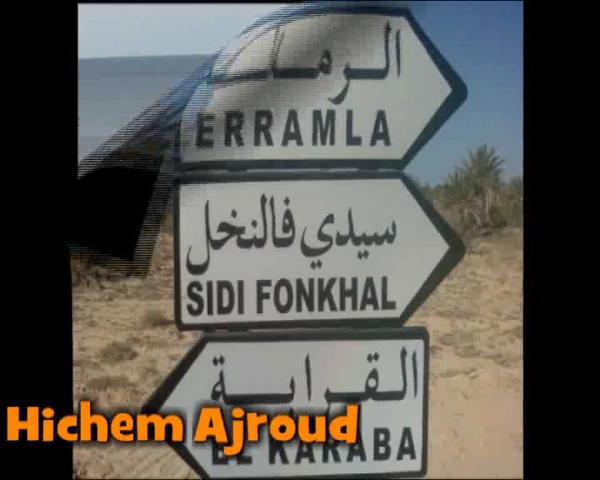 الرملة
ERRAMLA
سيدي فالنخل
SIDI FONKHAL
القرابة
EL KARABA
Hichem Ajroud